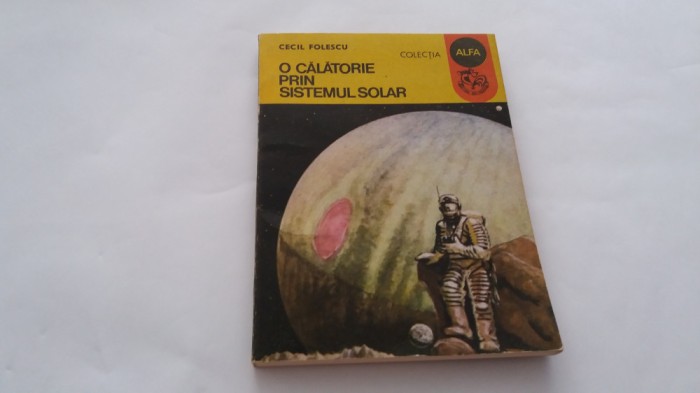 CECIL FOLESCU
O CĂLĂTORIE
PRIN
SISTEMUL SOLAR
COLECȚIA
ALFA